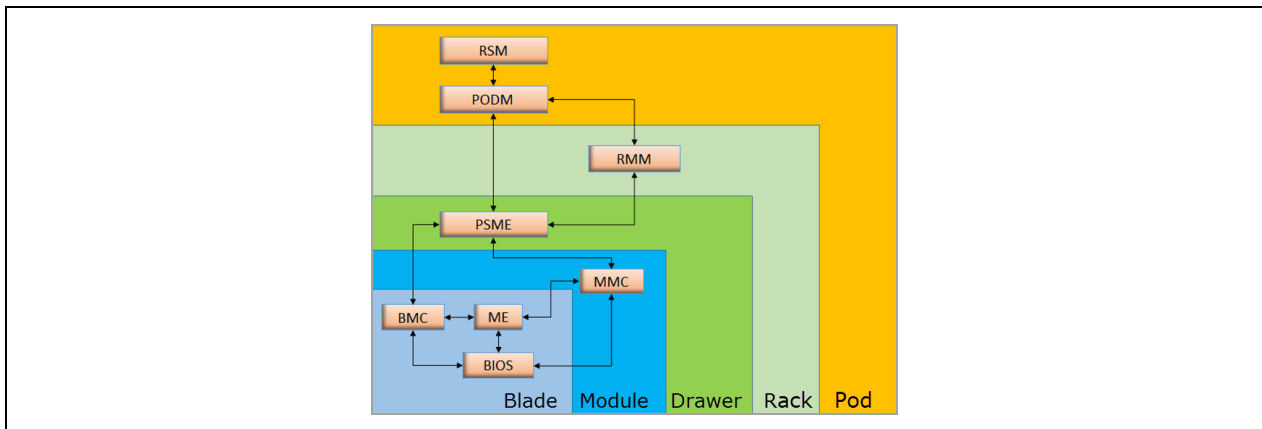 RSM
PODM
RMM
PSME
MMC
BMC
ME
BIOS
Blade
Module
Drawer
Rack
Pod